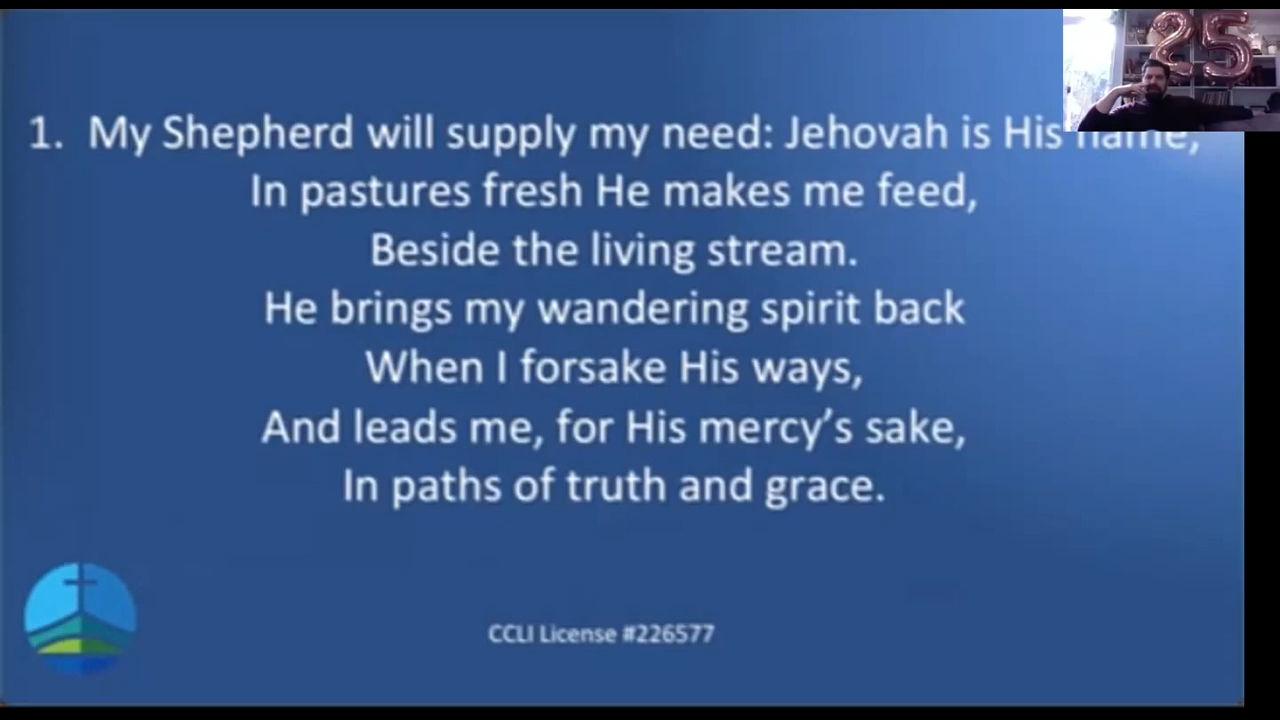 1. My Shepherd will supply my need: Jehovah is His name,
In pastures fresh He makes me feed,
Beside the living stream.
He brings my wandering spirit back
When I forsake His ways,
And leads me, for His mercy’s sake,
In paths of truth and grace.
CCLI License #226577
25